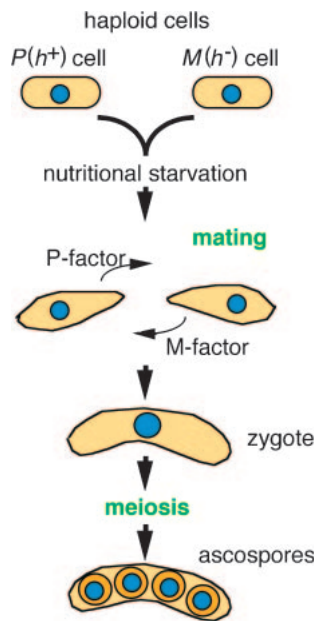 haploid cells
P(h+) cell
M(h-) cell
nutritional starvation
mating
P-factor
M-factor
zygote
meiosis
ascospores